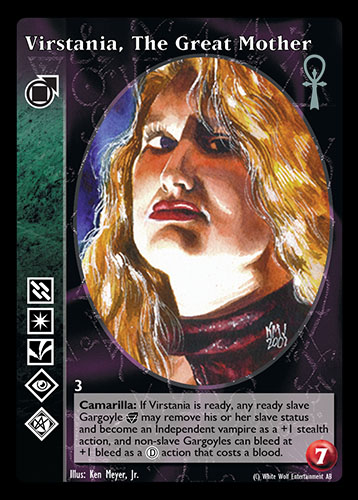 Virstania, The Great Mother
KMJ
2001
3
Camarilla: If Virstania is ready, any ready slave
Gargoyle may remove his or her slave status
and become an Independent vampire as a +1 stealth
action, and non-slave Gargoyles can bleed at
+1 bleed as a D action that costs a blood.
7
Illus: Ken Meyer, Jr.
(C) White Wolf Entertainment AB